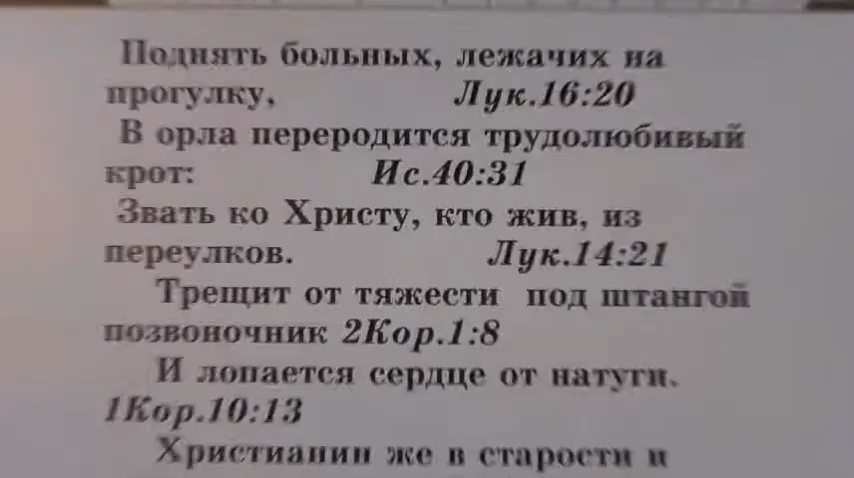 Поднять больных, лежачих на
прогулку, Лук.16:20
В орла переродится трудолюбивый
крот: Ис.40:31
Звать ко Христу, кто жив, из
переулков. Лук.14:21
Трещит от тяжести под штангой
позвоночник 2Кор.1:8
И лопается сердце от натуги.
1Кор.10:13
Христианин же в старости и